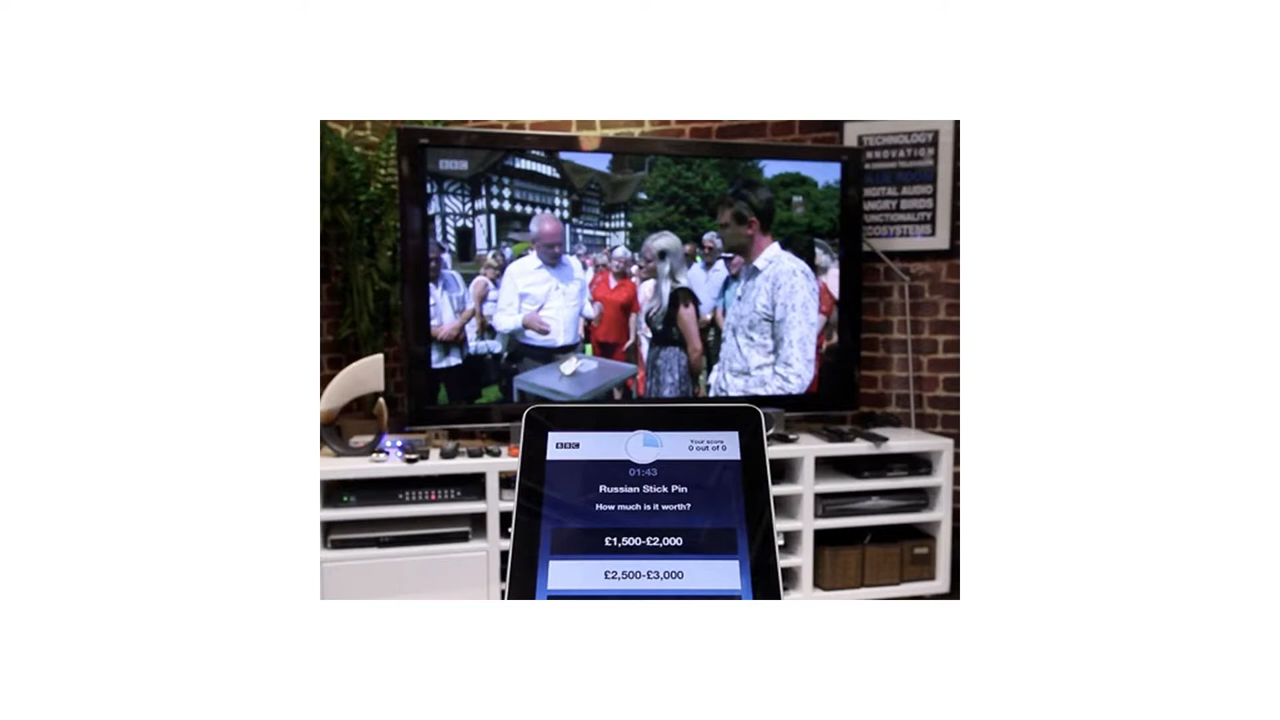 BBC
TECHNOLOGY
INNOVATION
DIGITAL AUDIO
ANGRY BIRDS
FUNCTIONALITY
ECOSYSTEMS
BBC
Your score
0 out of 0
01:43
Russian Stick Pin
How much is it worth?
£1,500-£2,000
£2,500-£3,000